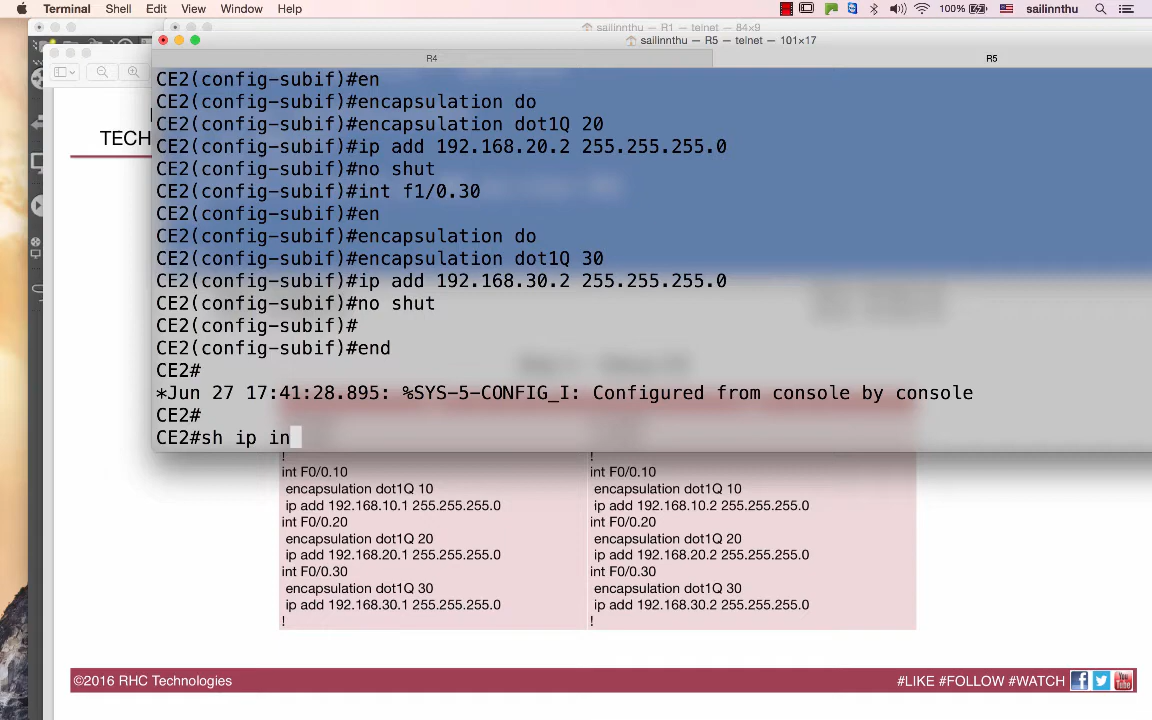 Terminal Shell Edit View Window Help 100% sailinnthu
sailinnthu — R1 — telnet — 84×9
sailinnthu — R5 — telnet — 101×17
R4 R5
CE2(config-subif)#en
CE2(config-subif)#encapsulation do
CE2(config-subif)#encapsulation dot1Q 20
CE2(config-subif)#ip add 192.168.20.2 255.255.255.0
CE2(config-subif)#no shut
CE2(config-subif)#int f1/0.30
CE2(config-subif)#en
CE2(config-subif)#encapsulation do
CE2(config-subif)#encapsulation dot1Q 30
CE2(config-subif)#ip add 192.168.30.2 255.255.255.0
CE2(config-subif)#no shut
CE2(config-subif)#
CE2(config-subif)#end
CE2#
*Jun 27 17:41:28.895: %SYS-5-CONFIG_I: Configured from console by console
CE2#
CE2#sh ip in
TECH
!
int F0/0.10
encapsulation dot1Q 10
ip add 192.168.10.1 255.255.255.0
int F0/0.20
encapsulation dot1Q 20
ip add 192.168.20.1 255.255.255.0
int F0/0.30
encapsulation dot1Q 30
ip add 192.168.30.1 255.255.255.0
!
!
int F0/0.10
encapsulation dot1Q 10
ip add 192.168.10.2 255.255.255.0
int F0/0.20
encapsulation dot1Q 20
ip add 192.168.20.2 255.255.255.0
int F0/0.30
encapsulation dot1Q 30
ip add 192.168.30.2 255.255.255.0
!
©2016 RHC Technologies
#LIKE #FOLLOW #WATCH